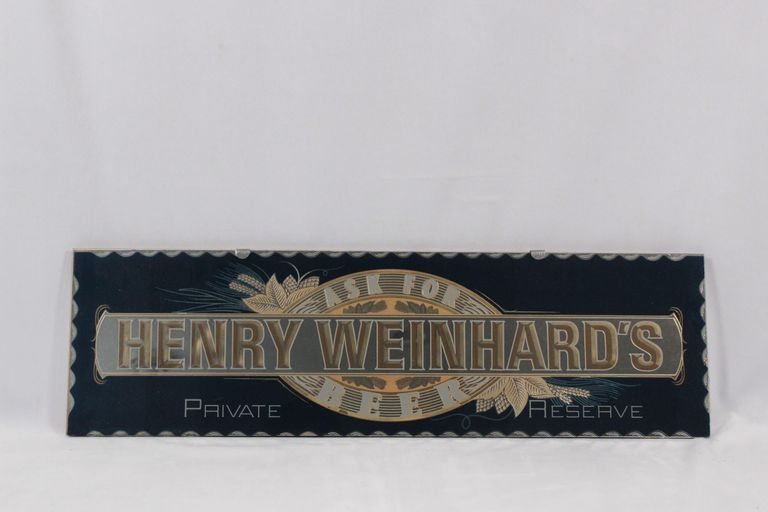 ASK FOR
HENRY WEINHARD'S
BEER
PRIVATE RESERVE